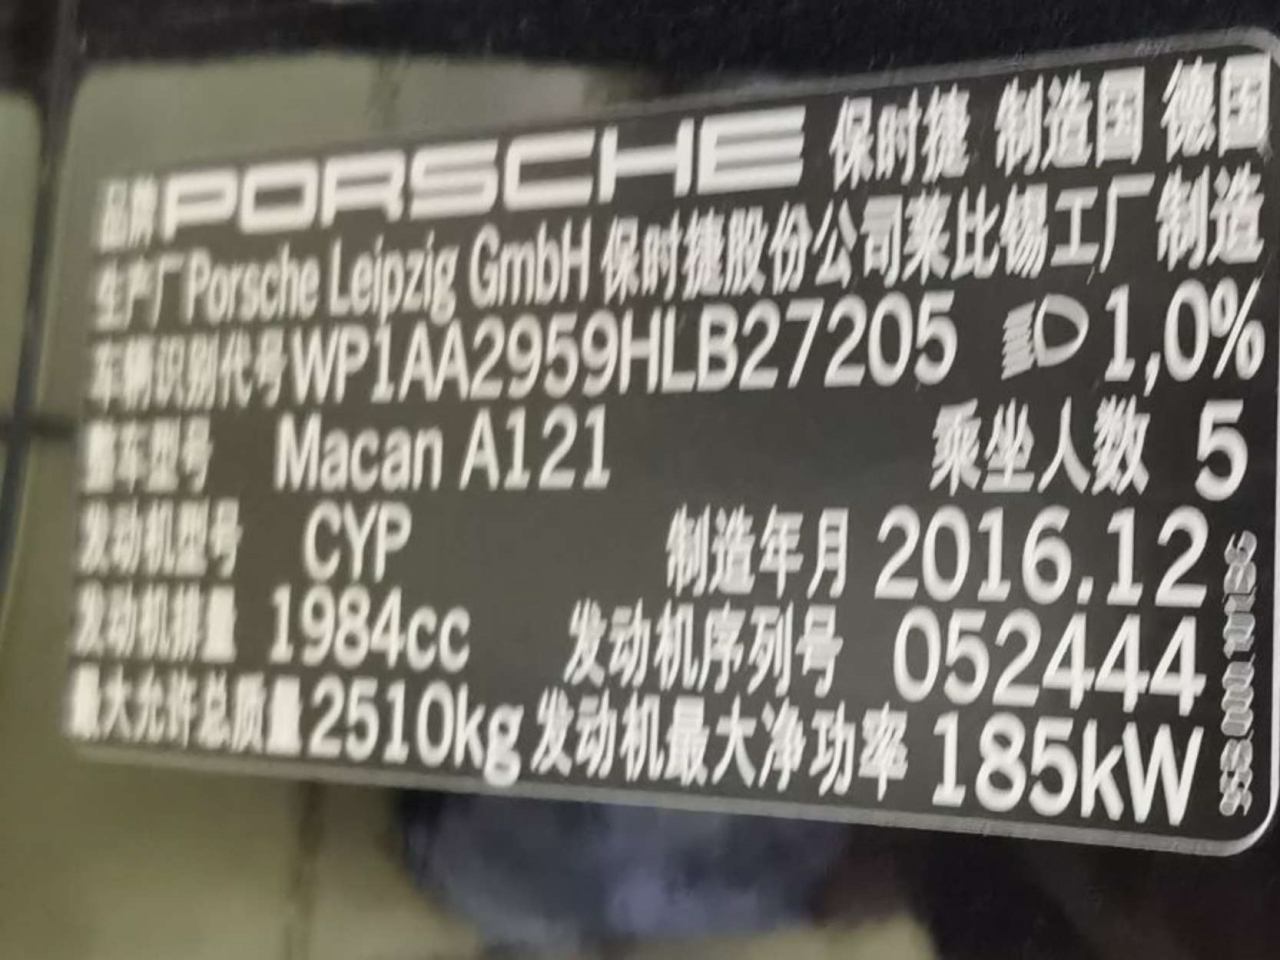 品牌 PORSCHE 保时捷 制造国 德国
生产厂 Porsche Leipzig GmbH 保时捷股份公司莱比锡工厂制造
车辆识别代号 WP1AA2959HLB27205 1,0%
整车型号 Macan A121 乘坐人数 5
发动机型号 CYP 制造年月 2016.12
发动机排量 1984cc 发动机序列号 052444
最大允许总质量 2510kg 发动机最大净功率 185kW